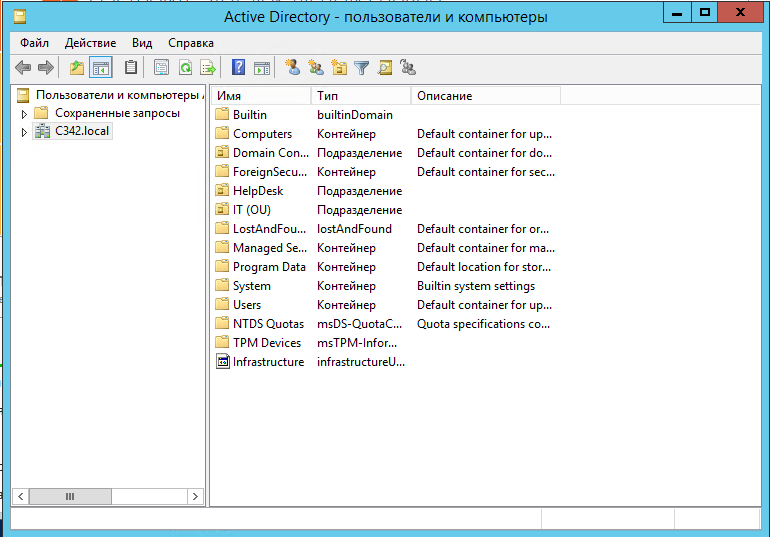 Active Directory - пользователи и компьютеры
Файл Действие Вид Справка
Пользователи и компьютеры
Сохраненные запросы
C342.local
Имя Тип Описание
Builtin builtinDomain
Computers Контейнер Default container for up...
Domain Con... Подразделение Default container for do...
ForeignSecu... Контейнер Default container for sec...
HelpDesk Подразделение
IT (OU) Подразделение
LostAndFou... lostAndFound Default container for or...
Managed Se... Контейнер Default container for ma...
Program Data Контейнер Default location for stor...
System Контейнер Builtin system settings
Users Контейнер Default container for up...
NTDS Quotas msDS-QuotaC... Quota specifications co...
TPM Devices msTPM-Infor...
Infrastructure infrastructureU...